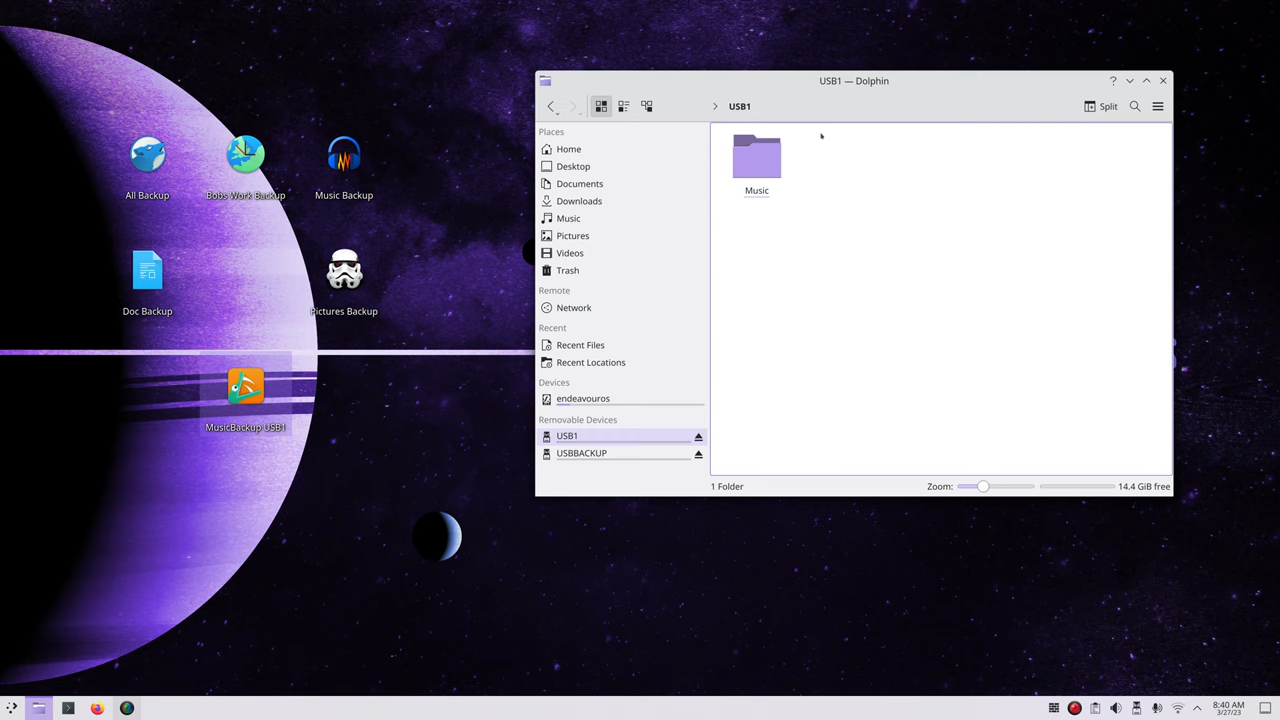 USB1 — Dolphin
USB1
Split
Places
Home
Desktop
Documents
Downloads
Music
Pictures
Videos
Trash
Remote
Network
Recent
Recent Files
Recent Locations
Devices
endeavouros
Removable Devices
USB1
USBBACKUP
Music
1 Folder
Zoom:
14.4 GiB free
All Backup
Bobs Work Backup
Music Backup
Doc Backup
Pictures Backup
MusicBackup USB1
8:40 AM
3/27/23